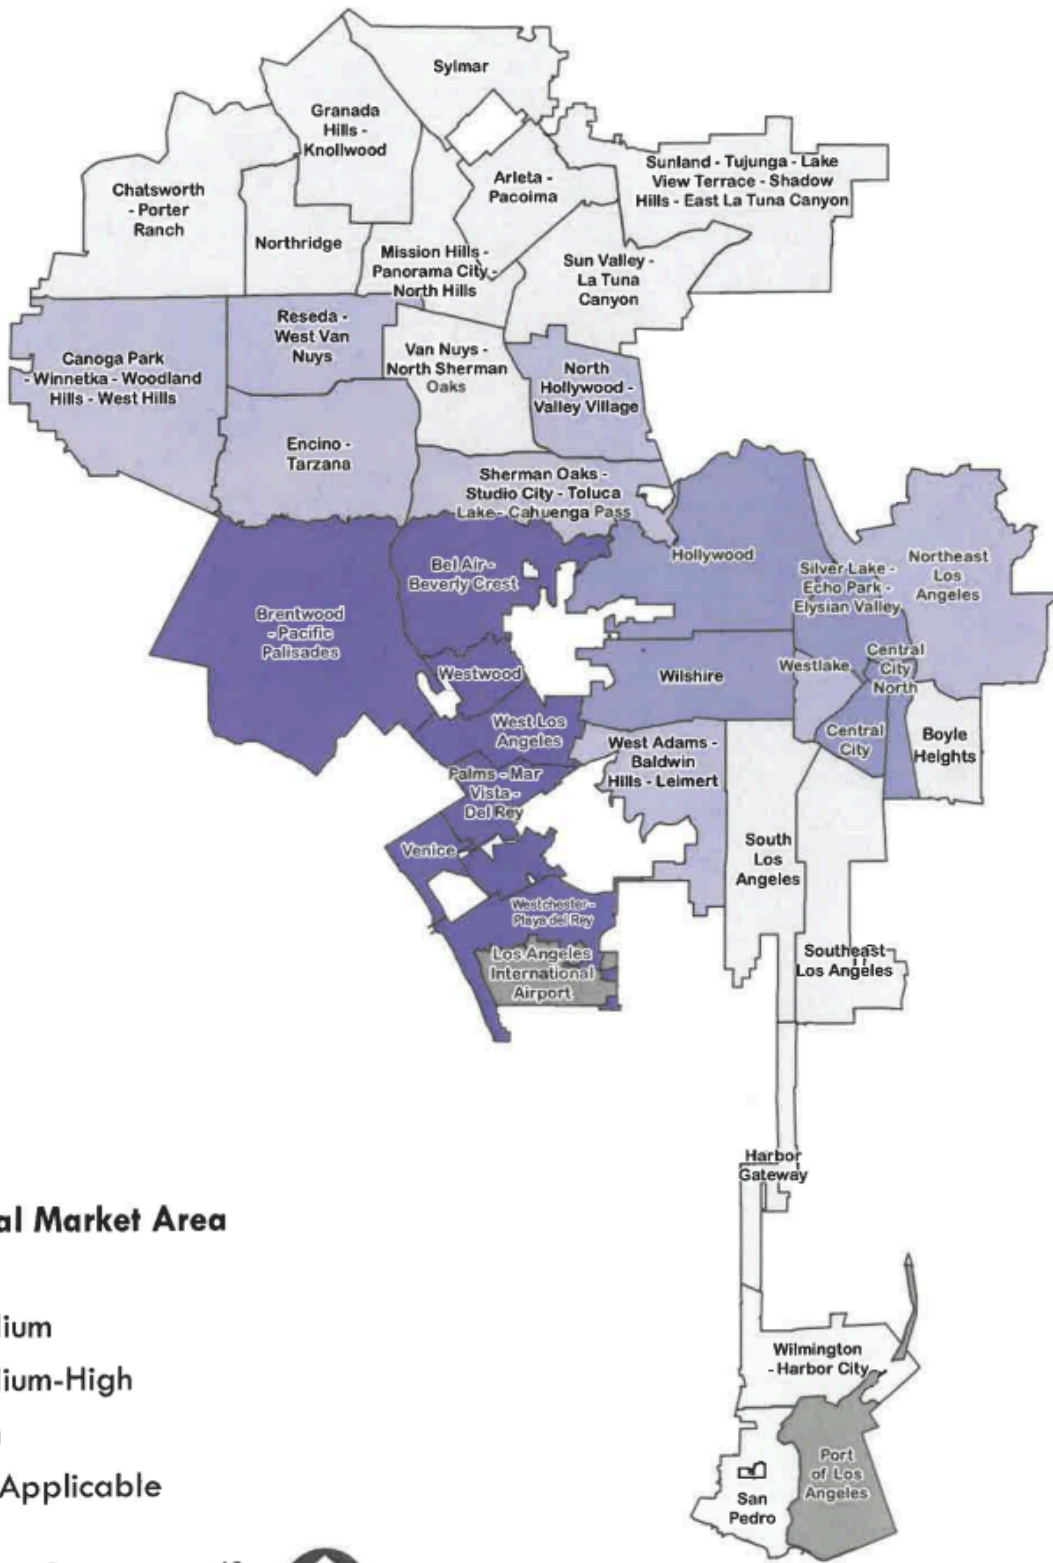 Sylmar
Granada
Hills -
Knollwood
Sunland - Tujunga - Lake
View Terrace - Shadow
Hills - East La Tuna Canyon
Arleta -
Pacoima
Chatsworth
- Porter
Ranch
Northridge
Mission Hills -
Panorama City -
North Hills
Sun Valley -
La Tuna
Canyon
Reseda -
West Van
Nuys
Canoga Park
- Winnetka - Woodland
Hills - West Hills
Van Nuys -
North Sherman
Oaks
North
Hollywood -
Valley Village
Encino -
Tarzana
Sherman Oaks -
Studio City - Toluca
Lake - Cahuenga Pass
Hollywood
Bel Air -
Beverly Crest
Silver Lake -
Echo Park -
Elysian Valley
Northeast
Los
Angeles
Brentwood
- Pacific
Palisades
Westwood
Wilshire
Westlake
Central
City
North
West Los
Angeles
Central
City
Boyle
Heights
West Adams -
Baldwin
Hills - Leimert
Palms - Mar
Vista -
Del Rey
Venice
South
Los
Angeles
Westchester -
Playa del Rey
Los Angeles
International
Airport
Southeast
Los Angeles
Harbor
Gateway
al Market Area
lium
lium-High
Applicable
Wilmington
- Harbor City
Port
of Los
Angeles
San
Pedro